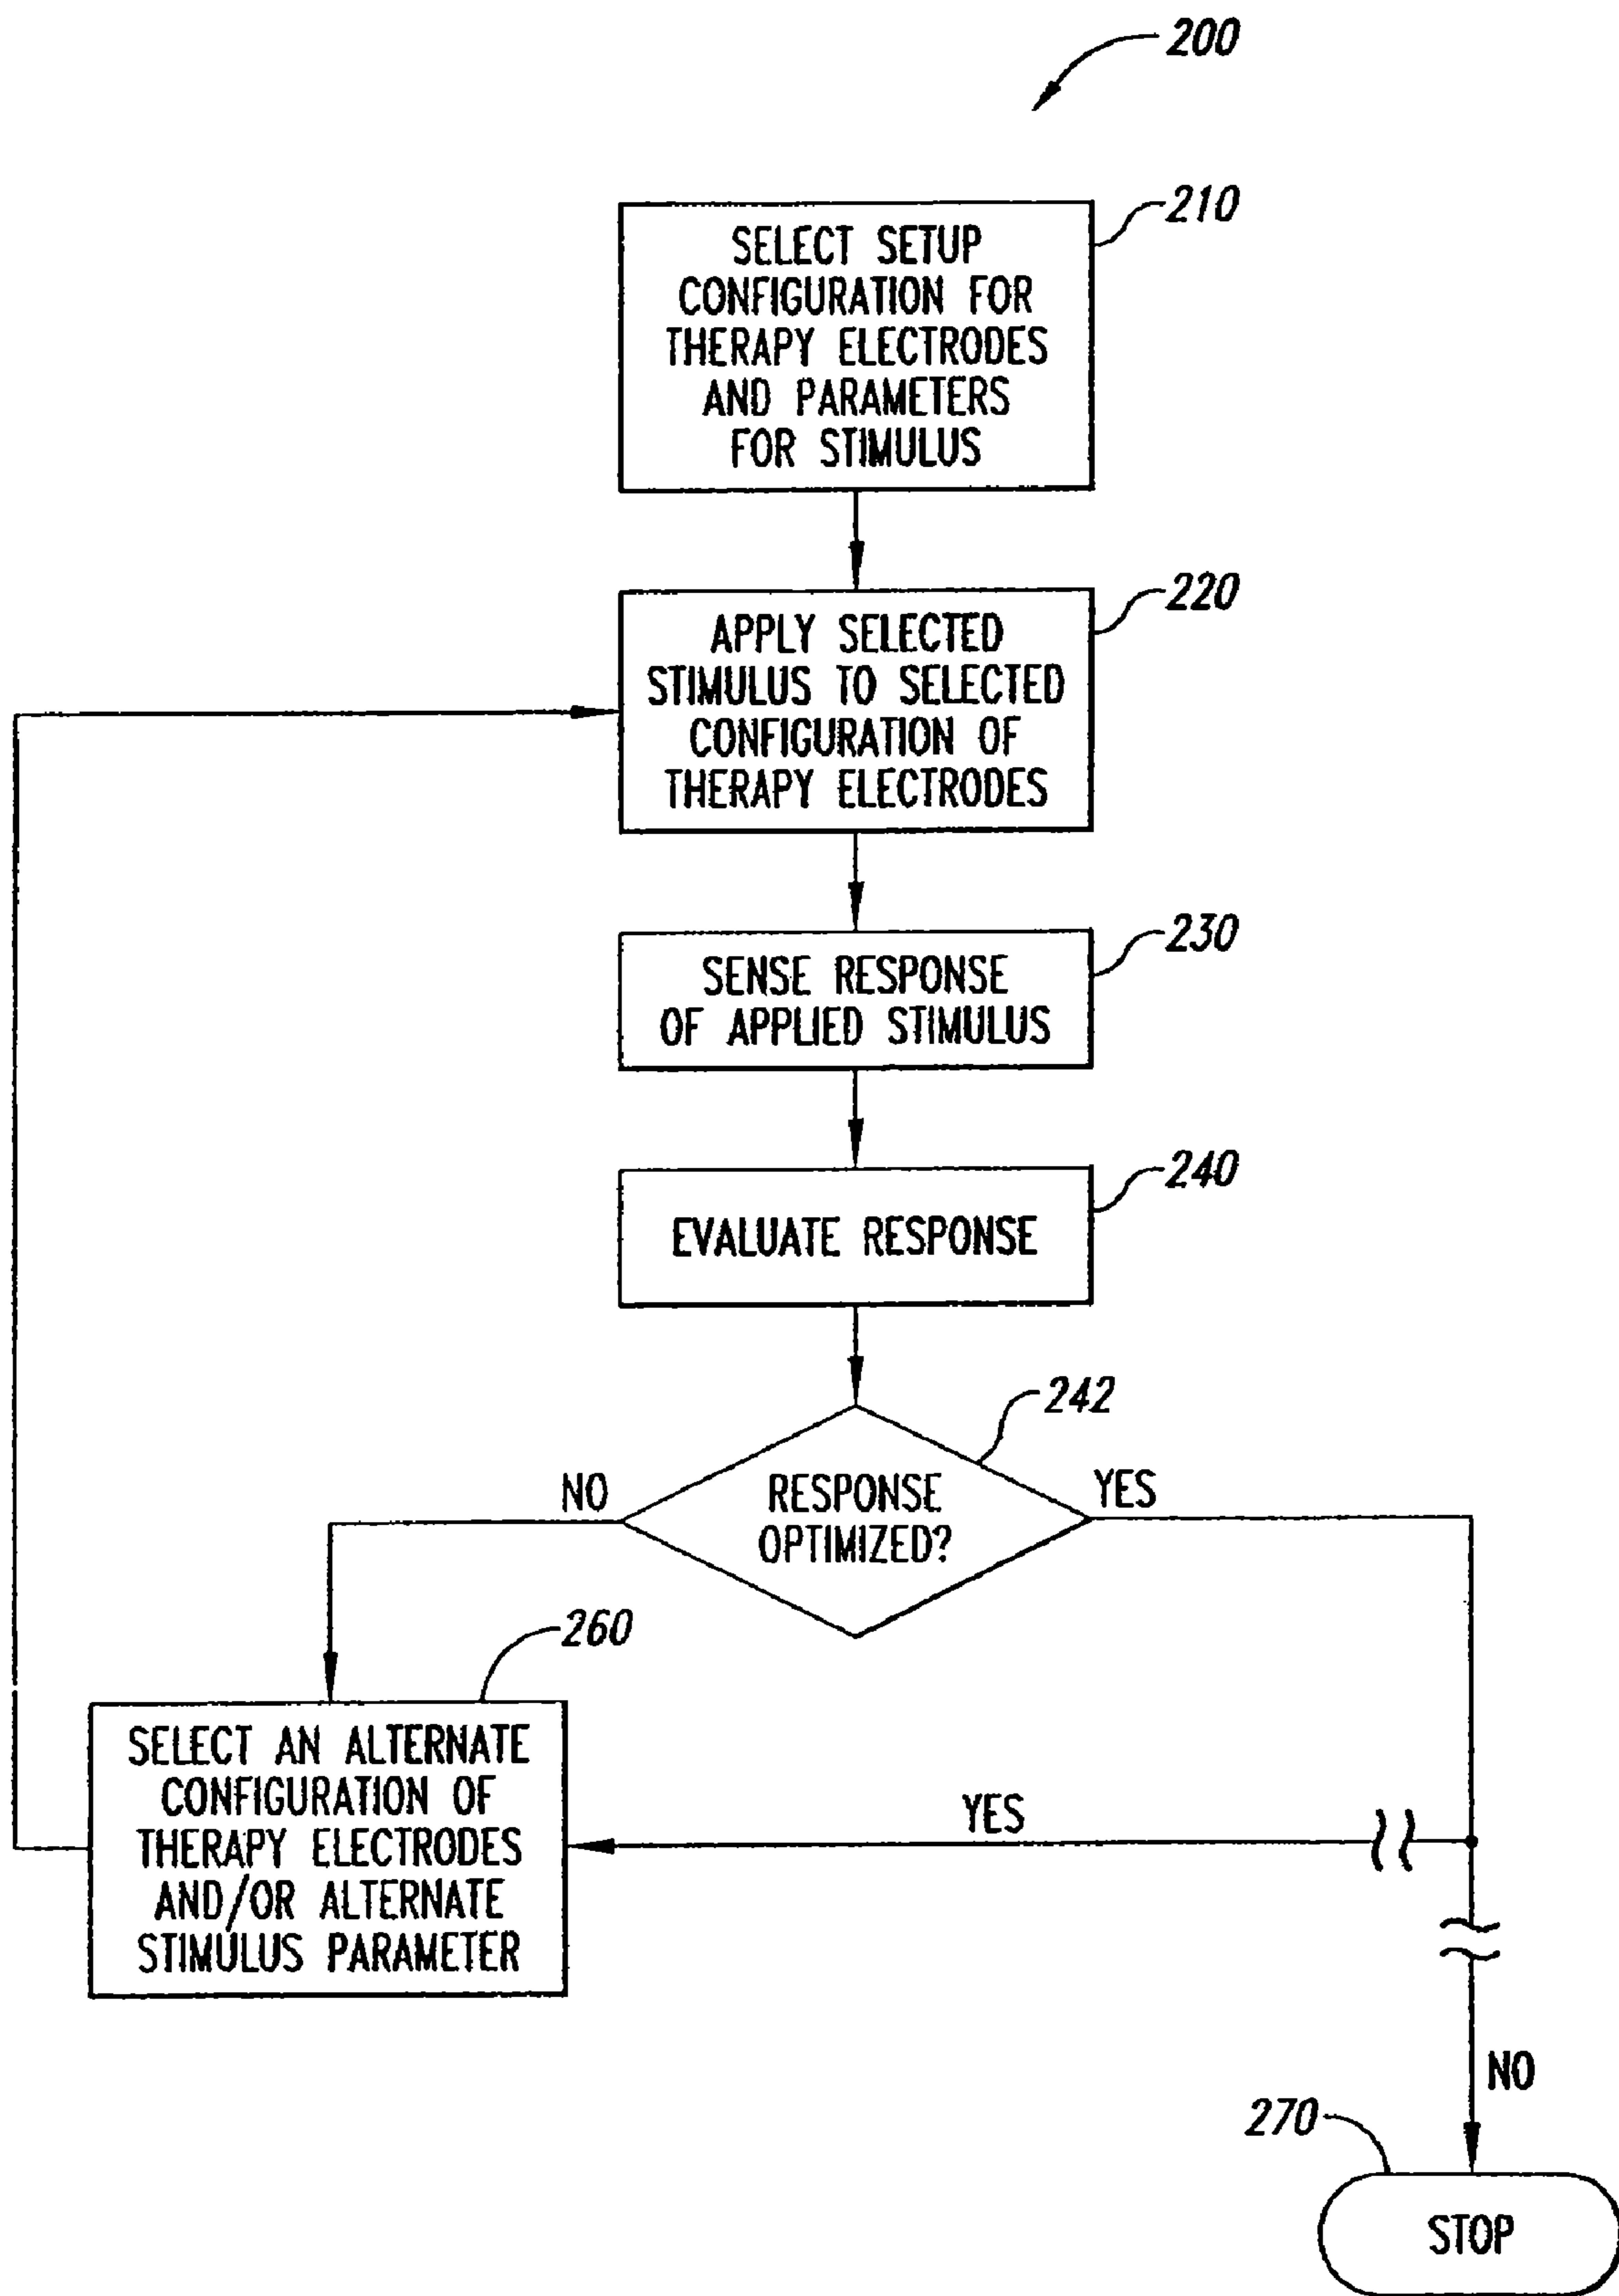 200
210
SELECT SETUP
CONFIGURATION FOR
THERAPY ELECTRODES
AND PARAMETERS
FOR STIMULUS
220
APPLY SELECTED
STIMULUS TO SELECTED
CONFIGURATION OF
THERAPY ELECTRODES
230
SENSE RESPONSE
OF APPLIED STIMULUS
240
EVALUATE RESPONSE
242
NO
RESPONSE
OPTIMIZED?
YES
260
SELECT AN ALTERNATE
CONFIGURATION OF
THERAPY ELECTRODES
AND/OR ALTERNATE
STIMULUS PARAMETER
YES
NO
270
STOP